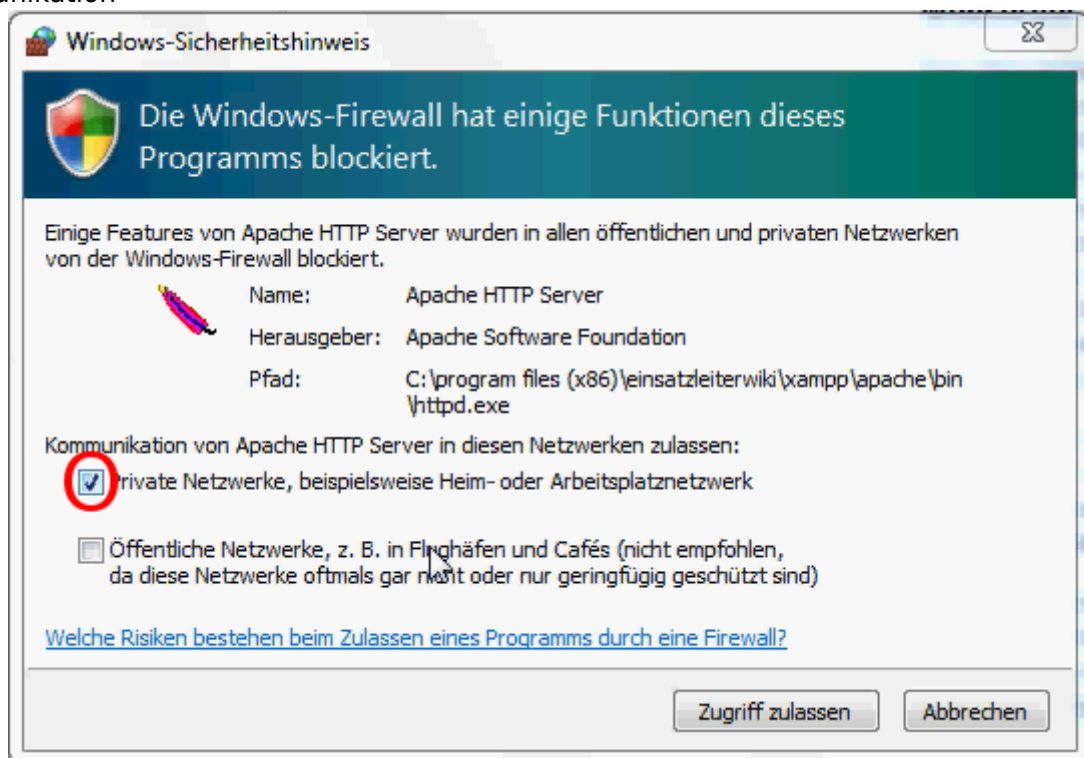 Windows-Sicherheitshinweis
Die Windows-Firewall hat einige Funktionen dieses
Programms blockiert.
Einige Features von Apache HTTP Server wurden in allen öffentlichen und privaten Netzwerken
von der Windows-Firewall blockiert.
Name: Apache HTTP Server
Herausgeber: Apache Software Foundation
Pfad: C:\program files (x86)\einsatzleiterwiki\xampp\apache\bin
\httpd.exe
Kommunikation von Apache HTTP Server in diesen Netzwerken zulassen:
Private Netzwerke, beispielsweise Heim- oder Arbeitsplatznetzwerk
Öffentliche Netzwerke, z. B. in Flughäfen und Cafés (nicht empfohlen,
da diese Netzwerke oftmals gar nicht oder nur geringfügig geschützt sind)
Welche Risiken bestehen beim Zulassen eines Programms durch eine Firewall?
Zugriff zulassen Abbrechen